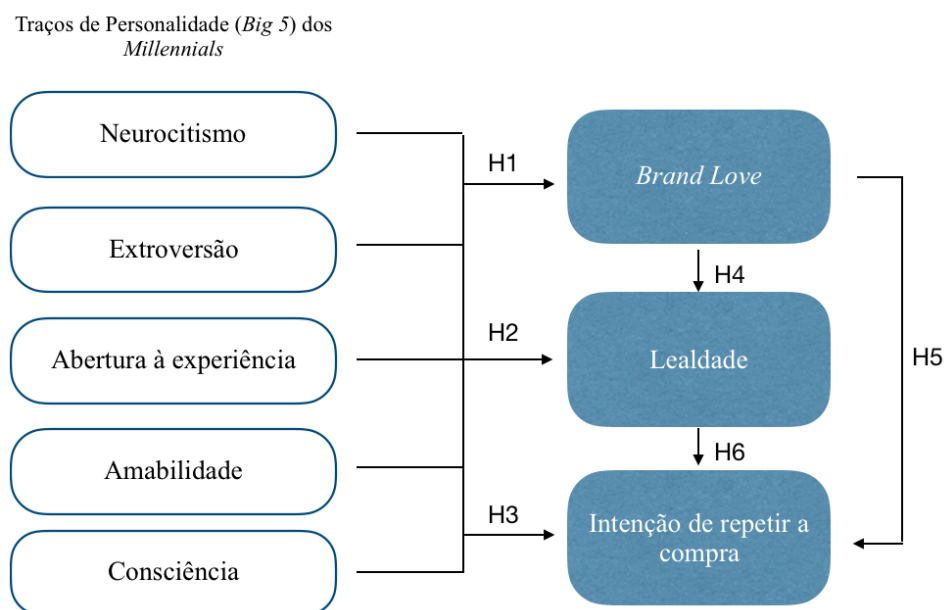 Traços de Personalidade (Big 5) dos
Millennials
Neurocitismo
Extroversão
Abertura à experiência
Amabilidade
Consciência
H1
H2
H3
Brand Love
H4
Lealdade
H5
H6
Intenção de repetir a
compra